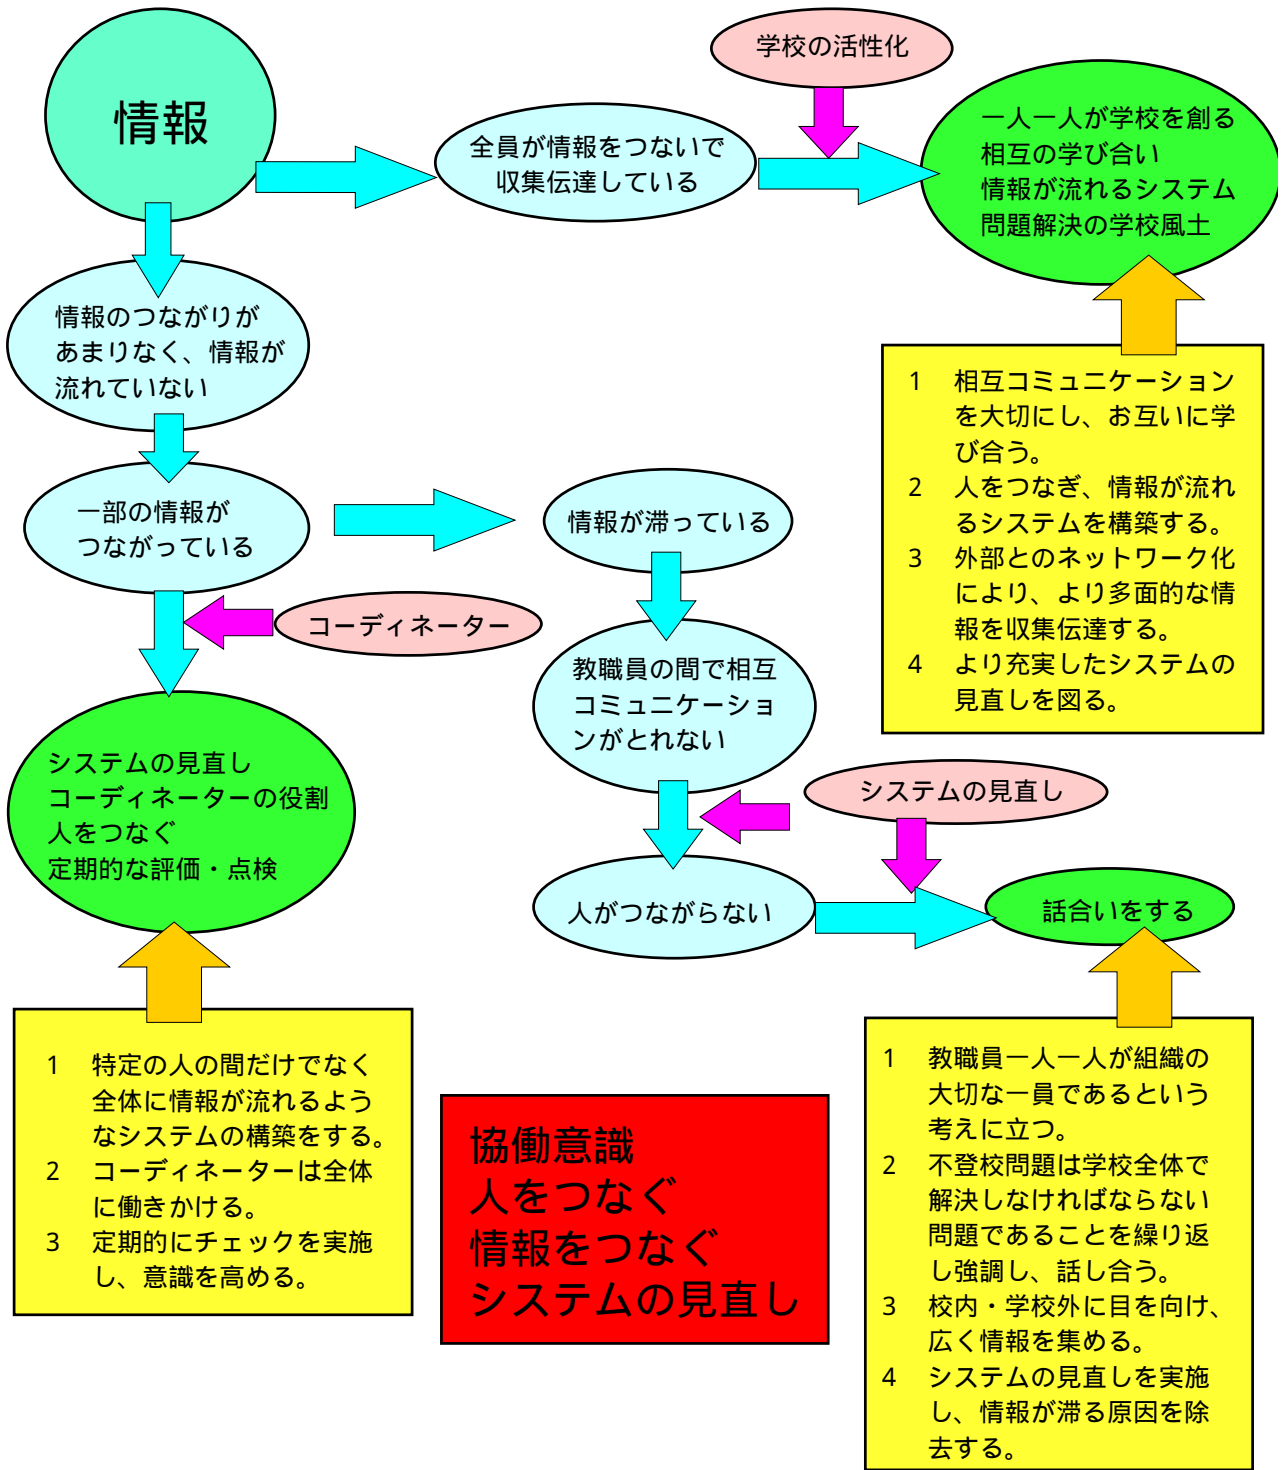 情報
学校の活性化
全員が情報をつないで
収集伝達している
一人一人が学校を創る
相互の学び合い
情報が流れるシステム
問題解決の学校風土
情報のつながりが
あまりなく、情報が
流れていない
1 相互コミュニケーション
を大切にし、お互いに学
び合う。
2 人をつなぎ、情報が流れ
るシステムを構築する。
3 外部とのネットワーク化
により、より多面的な情
報を収集伝達する。
4 より充実したシステムの
見直しを図る。
一部の情報が
つながっている
情報が滞っている
コーディネーター
教職員の間で相互
コミュニケーショ
ンがとれない
システムの見直し
コーディネーターの役割
人をつなぐ
定期的な評価・点検
システムの見直し
人がつながらない
話合いをする
1 特定の人の間だけでなく
全体に情報が流れるよう
なシステムの構築をする。
2 コーディネーターは全体
に働きかける。
3 定期的にチェックを実施
し、意識を高める。
協働意識
人をつなぐ
情報をつなぐ
システムの見直し
1 教職員一人一人が組織の
大切な一員であるという
考えに立つ。
2 不登校問題は学校全体で
解決しなければならない
問題であることを繰り返
し強調し、話し合う。
3 校内・学校外に目を向け、
広く情報を集める。
4 システムの見直しを実施
し、情報が滞る原因を除
去する。